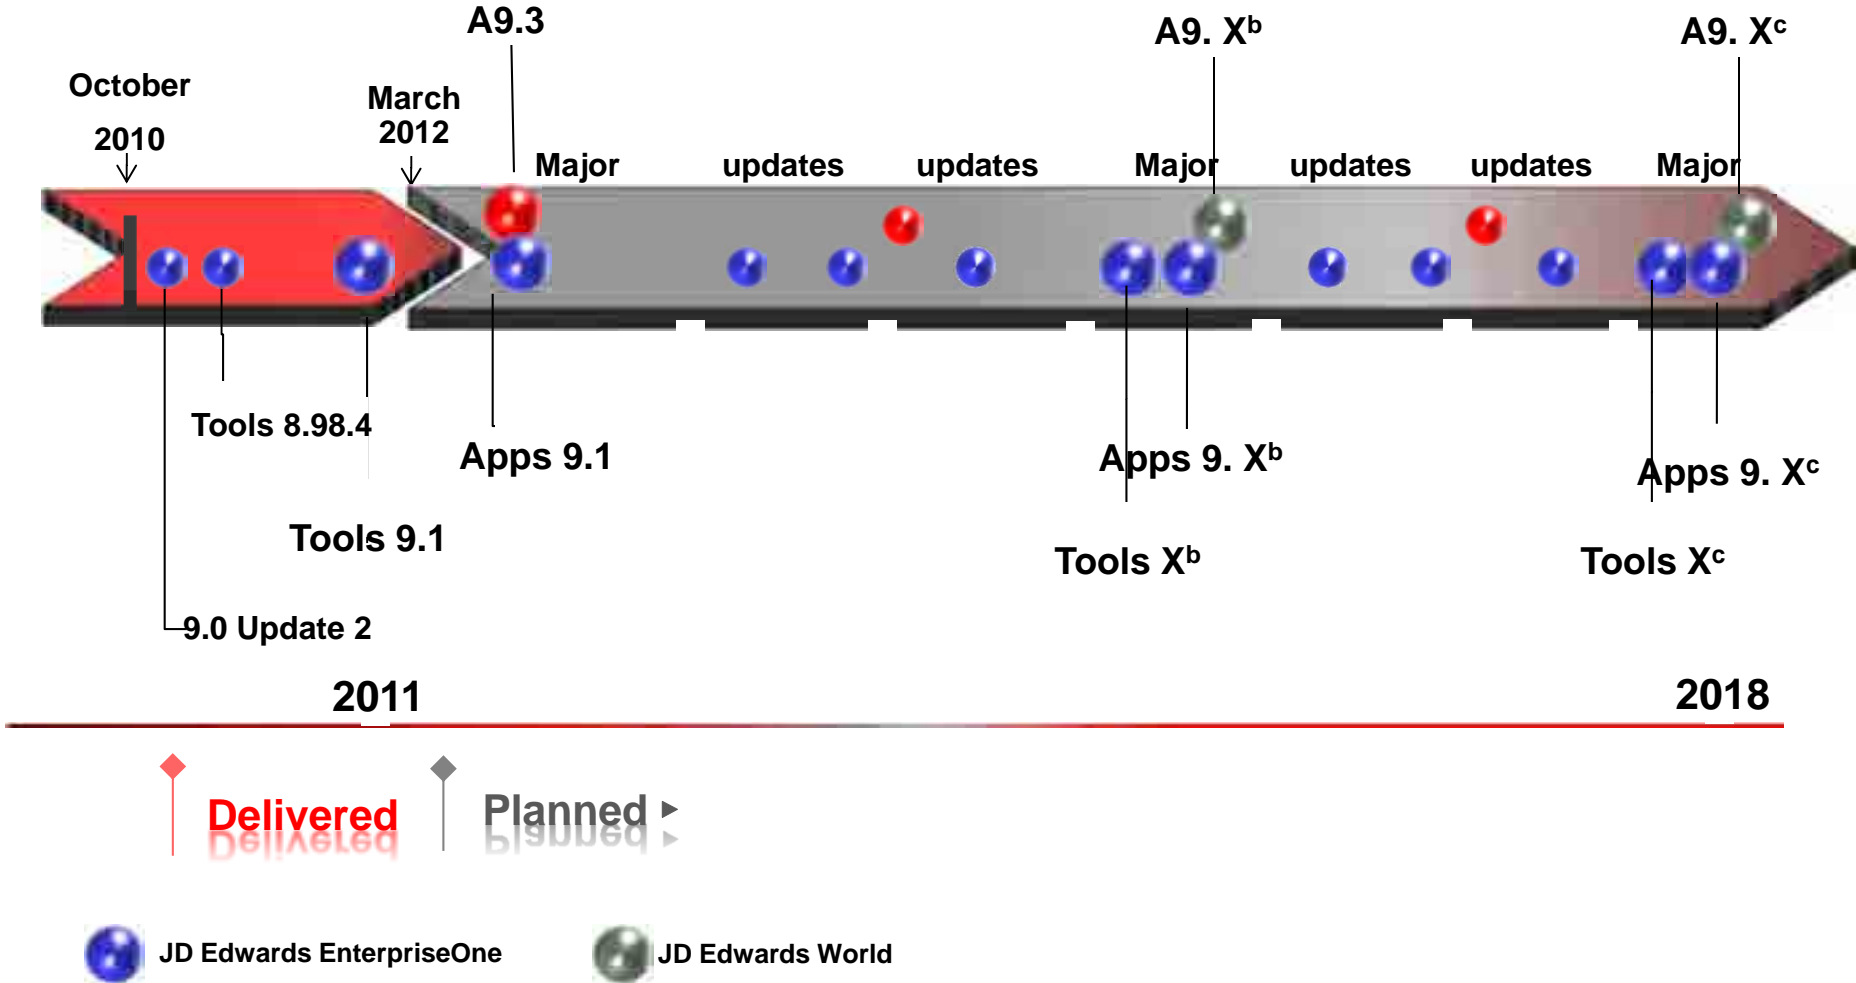 A9.3
A9. Xᵇ
A9. Xᶜ
October
2010
March
2012
Major
updates
updates
Major
updates
updates
Major
Tools 8.98.4
Apps 9.1
Apps 9. Xᵇ
Apps 9. Xᶜ
Tools 9.1
Tools Xᵇ
Tools Xᶜ
9.0 Update 2
2011
2018
Delivered
Planned
JD Edwards EnterpriseOne
JD Edwards World